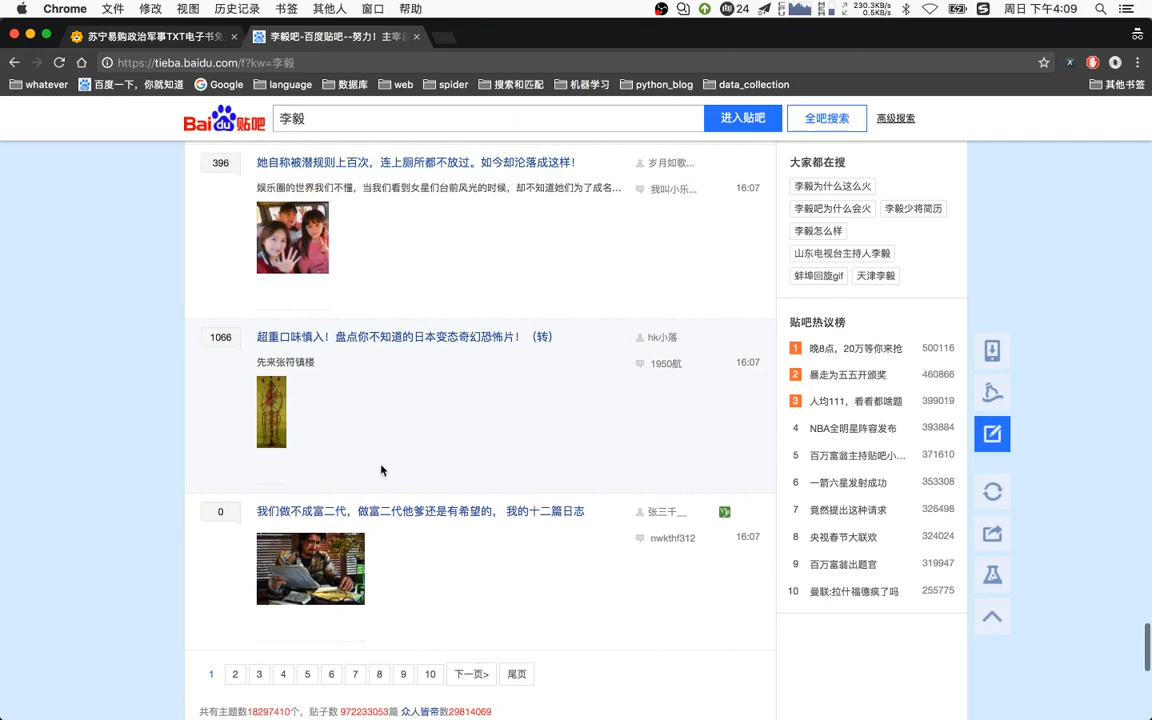 Chrome 文件 修改 视图 历史记录 书签 其他人 窗口 帮助 24 230.3KB/s 0.5KB/s 周日 下午4:09
苏宁易购政治军事TXT电子书免
李毅吧-百度贴吧--努力！主宰自
https://tieba.baidu.com/f?kw=李毅
whatever 百度一下，你就知道 Google language 数据库 web spider 搜索和匹配 机器学习 python_blog data_collection 其他书签
Bai du 贴吧 李毅 进入贴吧 全吧搜索 高级搜索
396 她自称被潜规则上百次，连上厕所都不放过。如今却沦落成这样！ 岁月如歌...
娱乐圈的世界我们不懂，当我们看到女星们台前风光的时候，却不知道她们为了成名... 我叫小乐... 16:07
1066 超重口味慎入！盘点你不知道的日本变态奇幻恐怖片！（转） hk小落
先来张符镇楼 1950航 16:07
0 我们做不成富二代，做富二代他爹还是有希望的， 我的十二篇日志 张三千__
nwkthf312 16:07
1 2 3 4 5 6 7 8 9 10 下一页> 尾页
共有主题数18297410个，贴子数 972233053篇 众人皆帝数29814069
大家都在搜
李毅为什么这么火
李毅吧为什么会火 李毅少将简历
李毅怎么样
山东电视台主持人李毅
蚌埠回旋gif 天津李毅
贴吧热议榜
1 晚8点，20万等你来抢 500116
2 暴走为五五开颁奖 460866
3 人均111，看看都啥题 399019
4 NBA全明星阵容发布 393884
5 百万富翁主持贴吧小... 371610
6 一箭六星发射成功 353308
7 竟然提出这种请求 326498
8 央视春节大联欢 324024
9 百万富翁出题官 319947
10 曼联:拉什福德疯了吗 255775